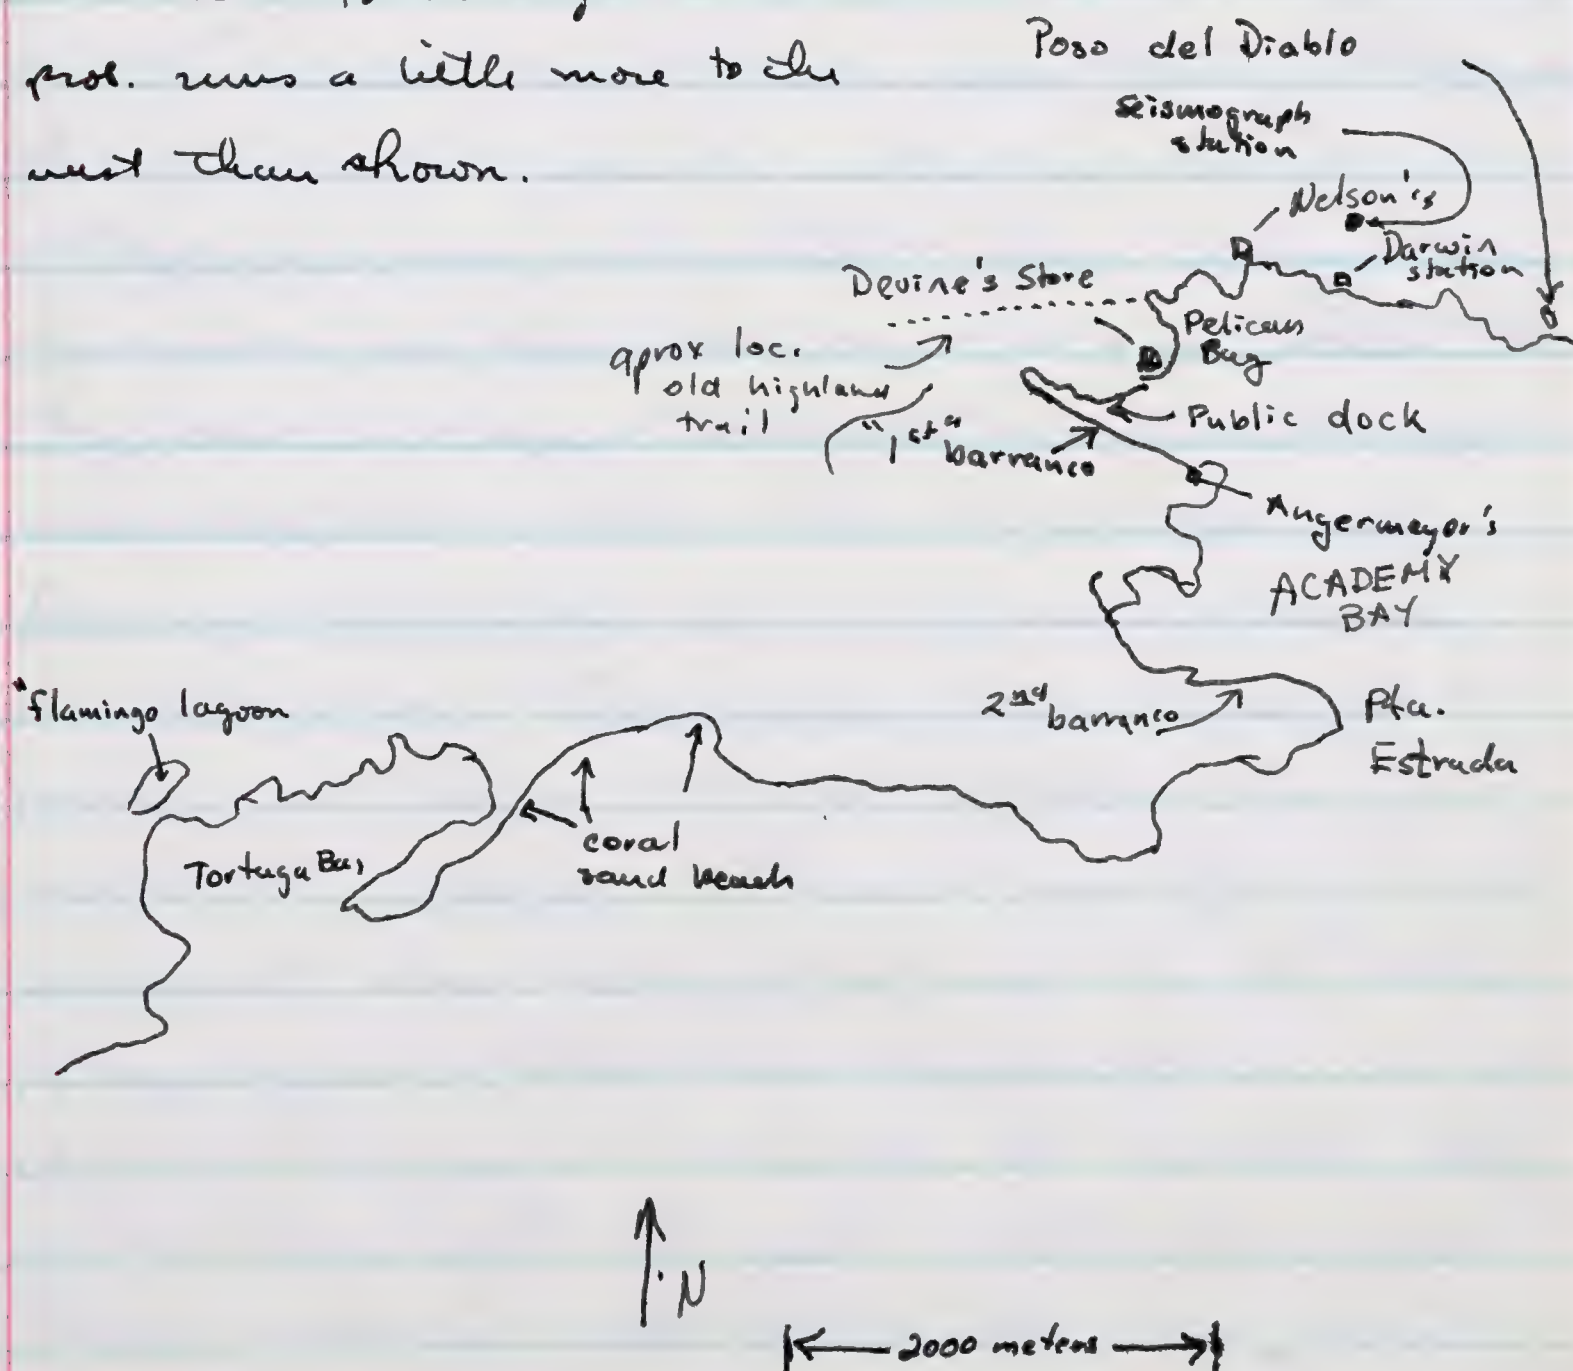 prob. runs a little more to the
west than shown.
Poso del Diablo
Seismograph
station
Nelson's
Darwin
station
Devine's Store
Pelican
Bay
aprox loc.
old highland
trail
Public dock
"1st"
barranco
Angermeyer's
ACADEMY
BAY
"flamingo lagoon
2nd
barranco
Pta.
Estrada
Tortuga Bay
coral
sand beach
N
2000 meters